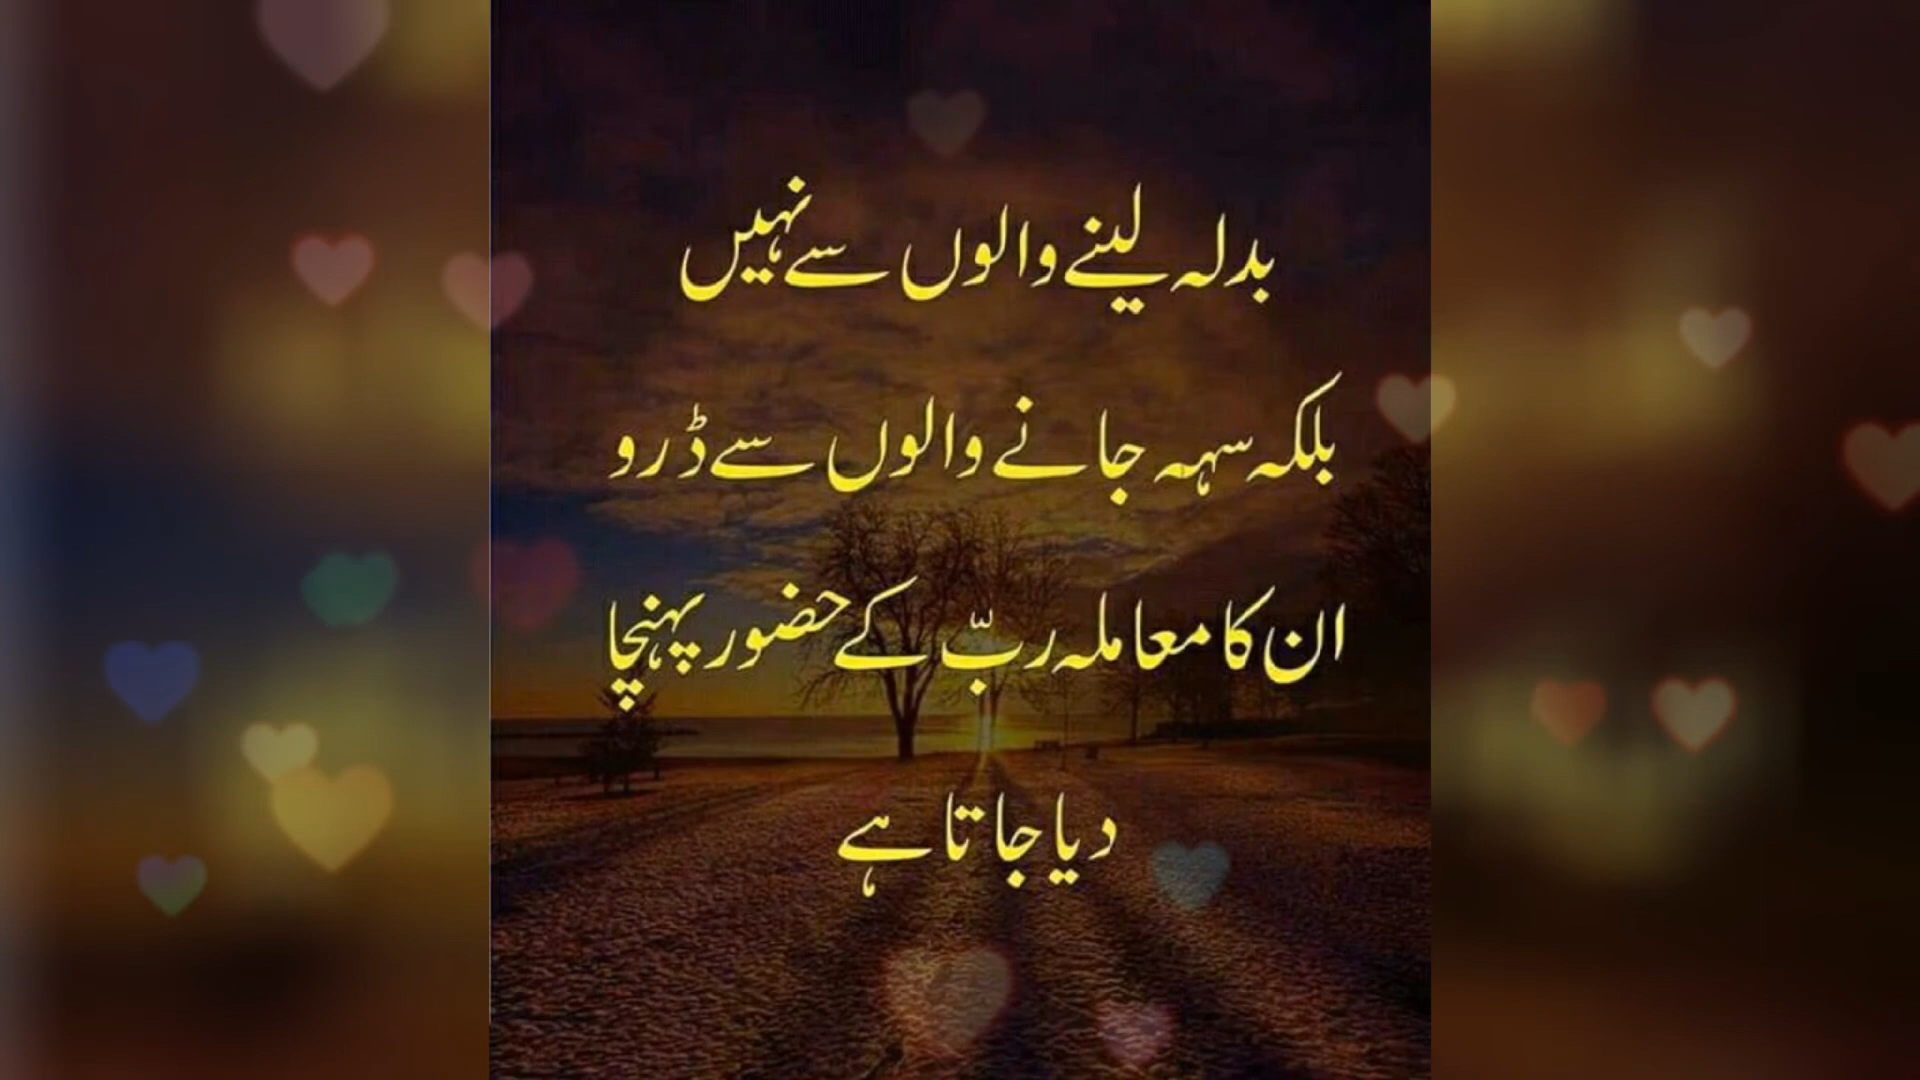 بدلہ لینے والوں سے نہیں
بلکہ سہہ جانے والوں سے ڈرو
ان کا معاملہ ربّ کے حضور پہنچا
دیا جاتا ہے